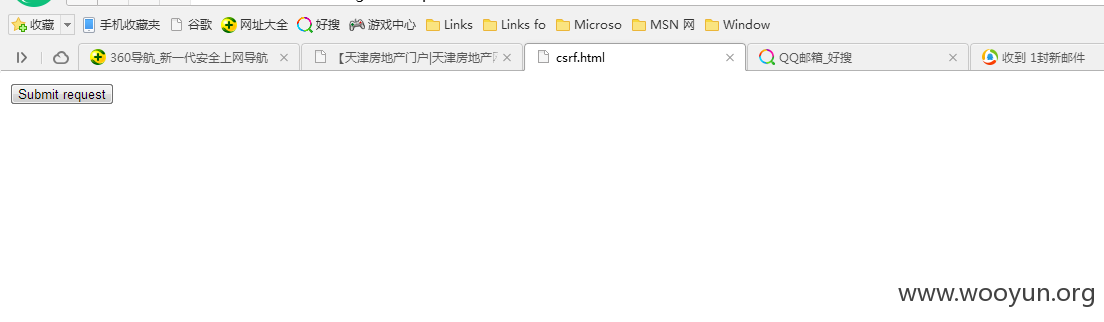 收藏 手机收藏夹 谷歌 网址大全 好搜 游戏中心 Links Links fo Microso MSN 网 Window
360导航_新一代安全上网导航 【天津房地产门户|天津房地产 csrf.html QQ邮箱_好搜 收到 1封新邮件
Submit request
www.wooyun.org